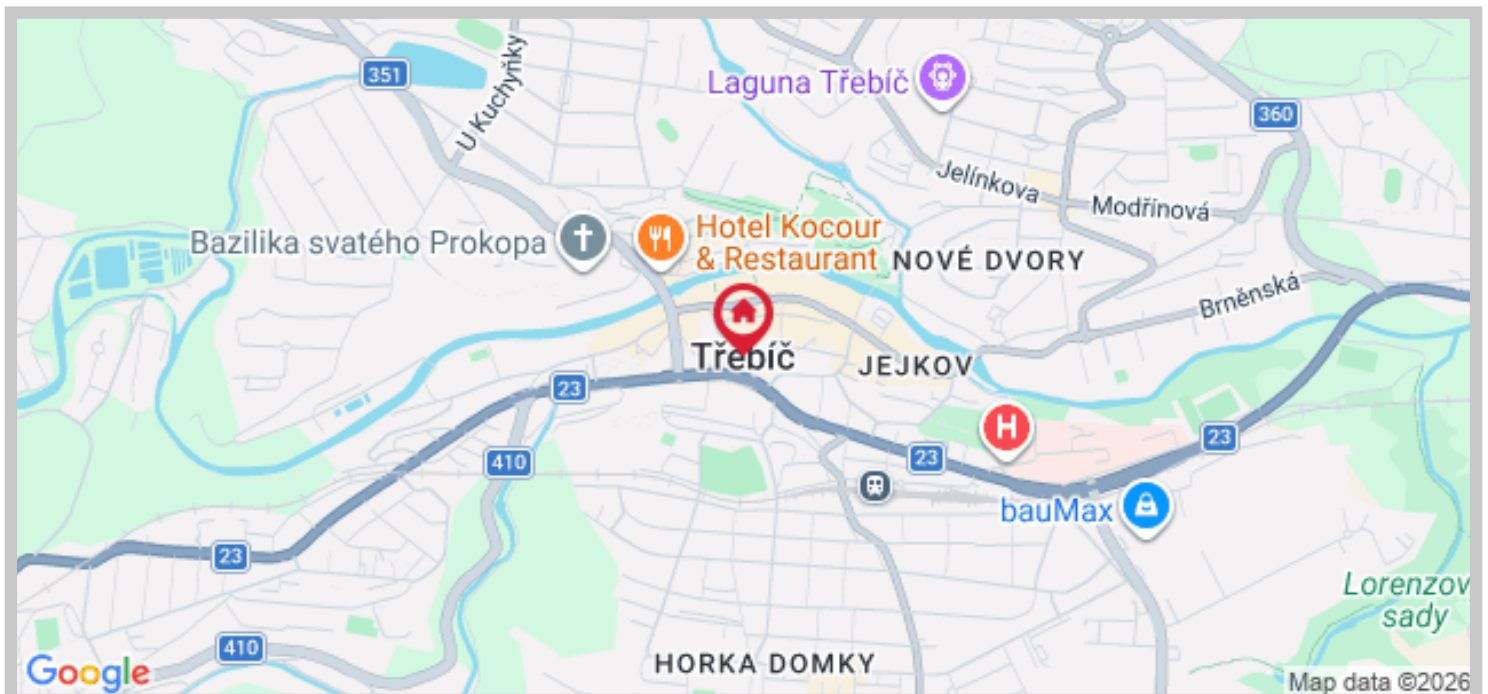 351
U Kuchyňky
Laguna Třebíč
360
Jelínkova
Modřínová
Bazilika svatého Prokopa
Hotel Kocour
& Restaurant
NOVÉ DVORY
Brněnská
Třebíč
JEJKOV
23
H
23
23
410
bauMax
23
Lorenzov
sady
410
HORKA DOMKY
Google
Map data ©2026